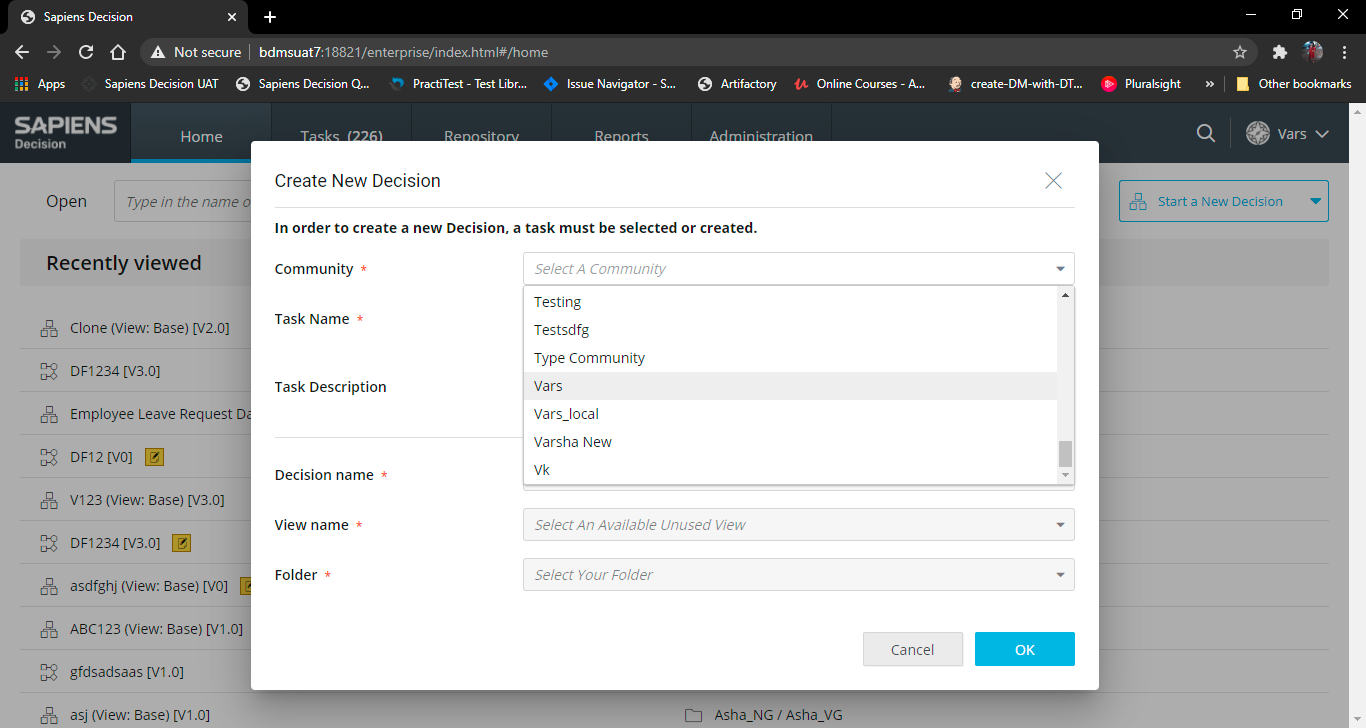 Sapiens Decision
Not secure bdmsuat7:18821/enterprise/index.html#/home
Apps Sapiens Decision UAT Sapiens Decision Q... PractiTest - Test Libr... Issue Navigator - S... Artifactory Online Courses - A... create-DM-with-DT... Pluralsight » Other bookmarks
SAPIENS
Decision
Home Tasks (226) Repository Reports Administration Vars
Open Type in the name o Start a New Decision
Recently viewed
Clone (View: Base) [V2.0]
DF1234 [V3.0]
Employee Leave Request Da
DF12 [V0]
V123 (View: Base) [V3.0]
DF1234 [V3.0]
asdfghj (View: Base) [V0]
ABC123 (View: Base) [V1.0]
gfdsadsaas [V1.0]
asj (View: Base) [V1.0] Asha_NG / Asha_VG
Create New Decision
In order to create a new Decision, a task must be selected or created.
Community * Select A Community
Testing
Testsdfg
Type Community
Vars
Vars_local
Varsha New
Vk
Task Name *
Task Description
Decision name *
View name * Select An Available Unused View
Folder * Select Your Folder
Cancel OK